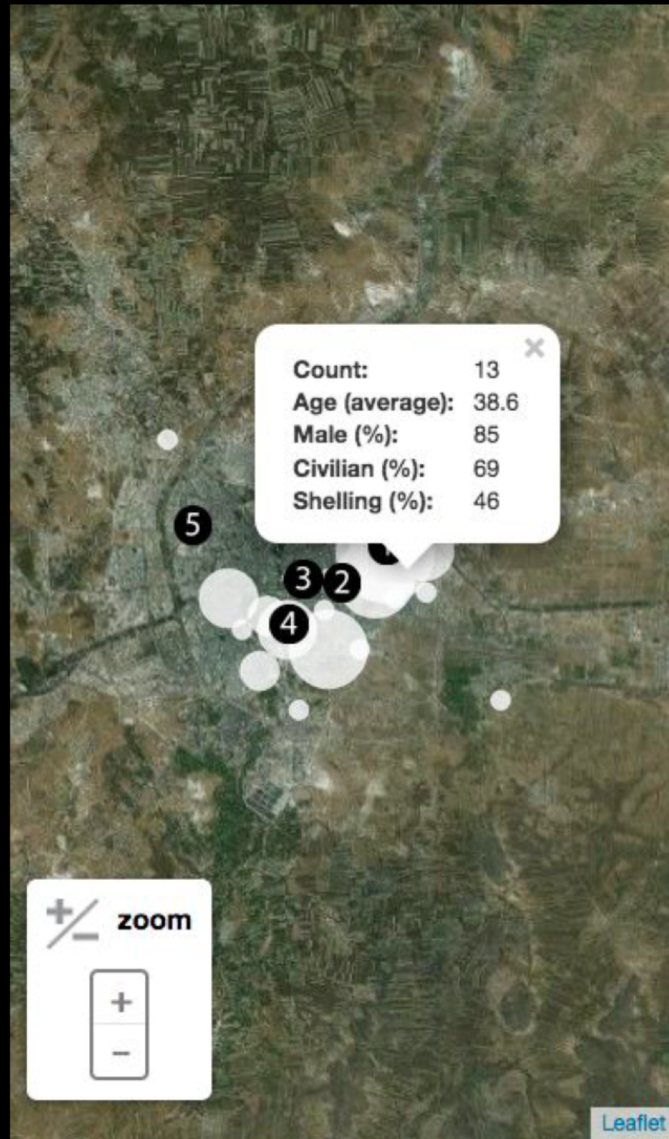 Count: 13
Age (average): 38.6
Male (%): 85
Civilian (%): 69
Shelling (%): 46
5
3 2
4
zoom
+
−
Leaflet